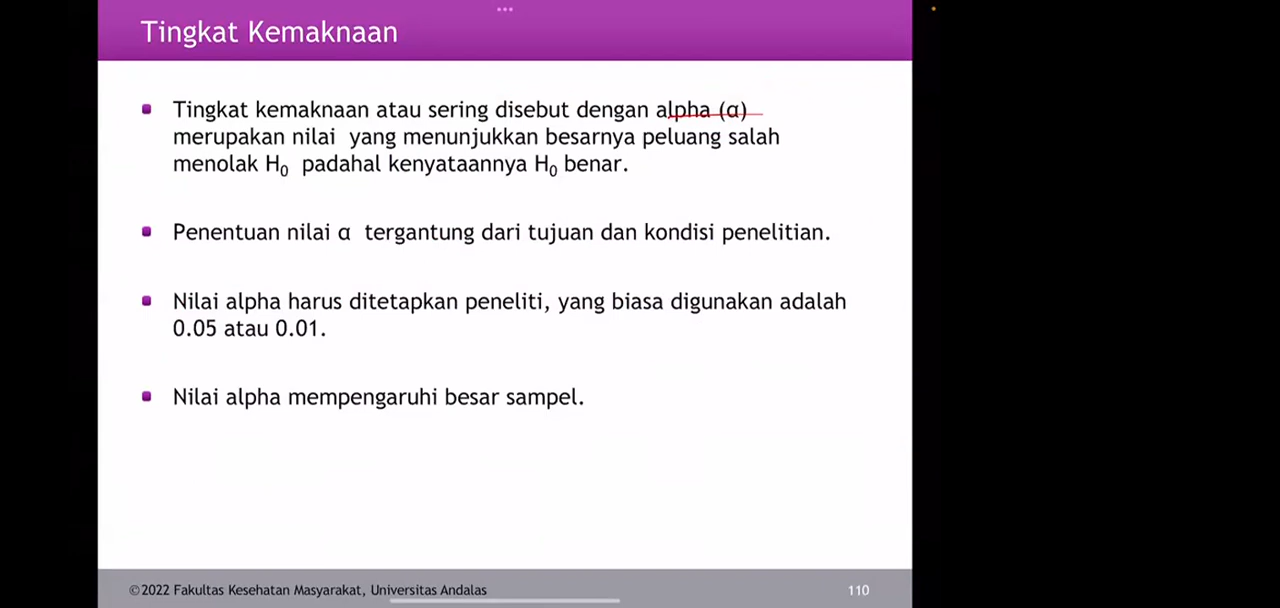 Tingkat Kemaknaan
Tingkat kemaknaan atau sering disebut dengan alpha (α)
merupakan nilai yang menunjukkan besarnya peluang salah
menolak H₀ padahal kenyataannya H₀ benar.
Penentuan nilai α tergantung dari tujuan dan kondisi penelitian.
Nilai alpha harus ditetapkan peneliti, yang biasa digunakan adalah
0.05 atau 0.01.
Nilai alpha mempengaruhi besar sampel.
©2022 Fakultas Kesehatan Masyarakat, Universitas Andalas
110